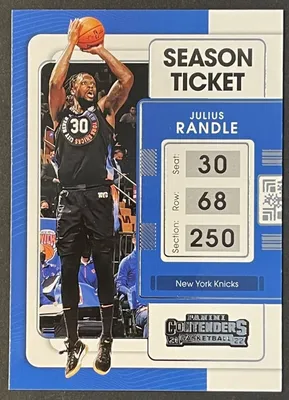 SEASON
TICKET
JULIUS
RANDLE
Seat: 30
Row: 68
Section: 250
New York Knicks
PANINI
CONTENDERS
BASKETBALL
30